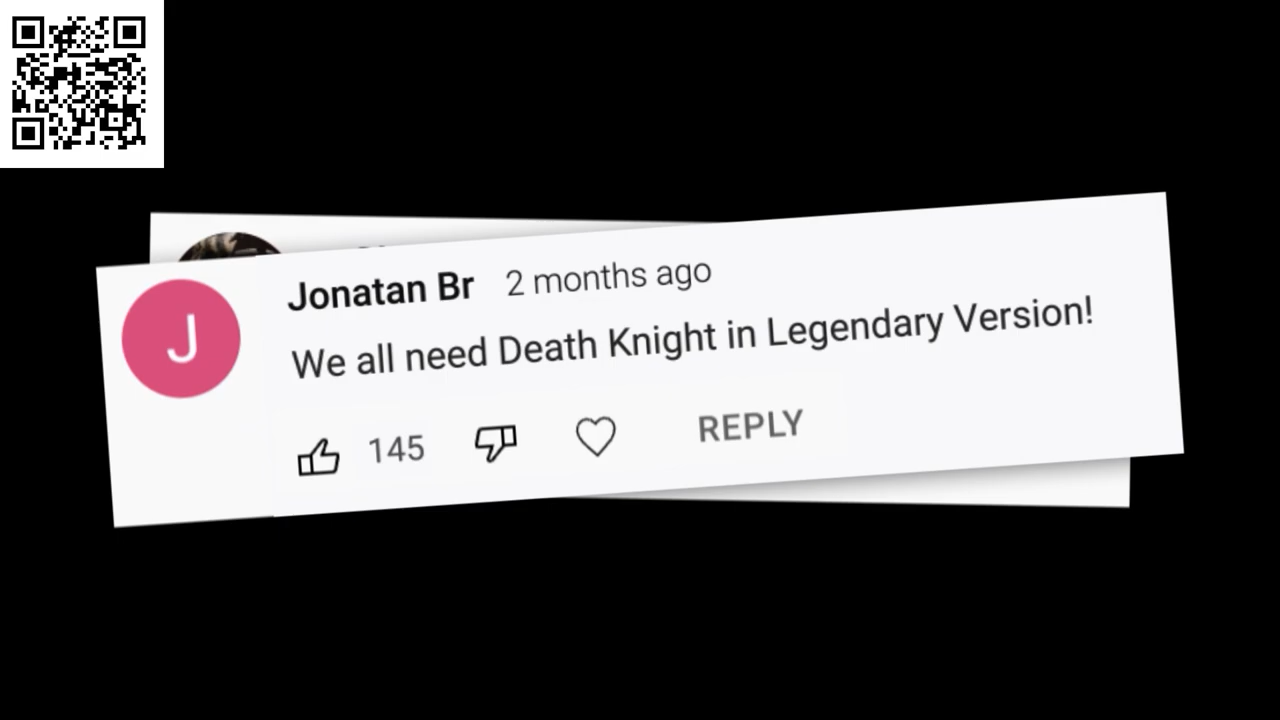 Jonatan Br 2 months ago
We all need Death Knight in Legendary Version!
145 REPLY
J